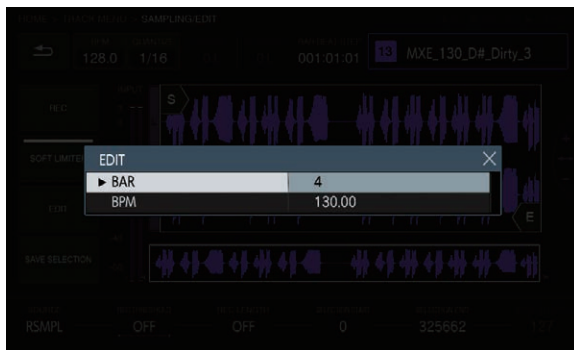 HOME > TRACK MENU > SAMPLING/EDIT
128.0 1/16 001:01:01 13 MXE_130_D#_Dirty_3
INPUT
REC
S
SOFT LIMITER
EDIT
BAR 4
BPM 130.00
E
EDIT
SAVE SELECTION
RSMPL OFF OFF 0 325662